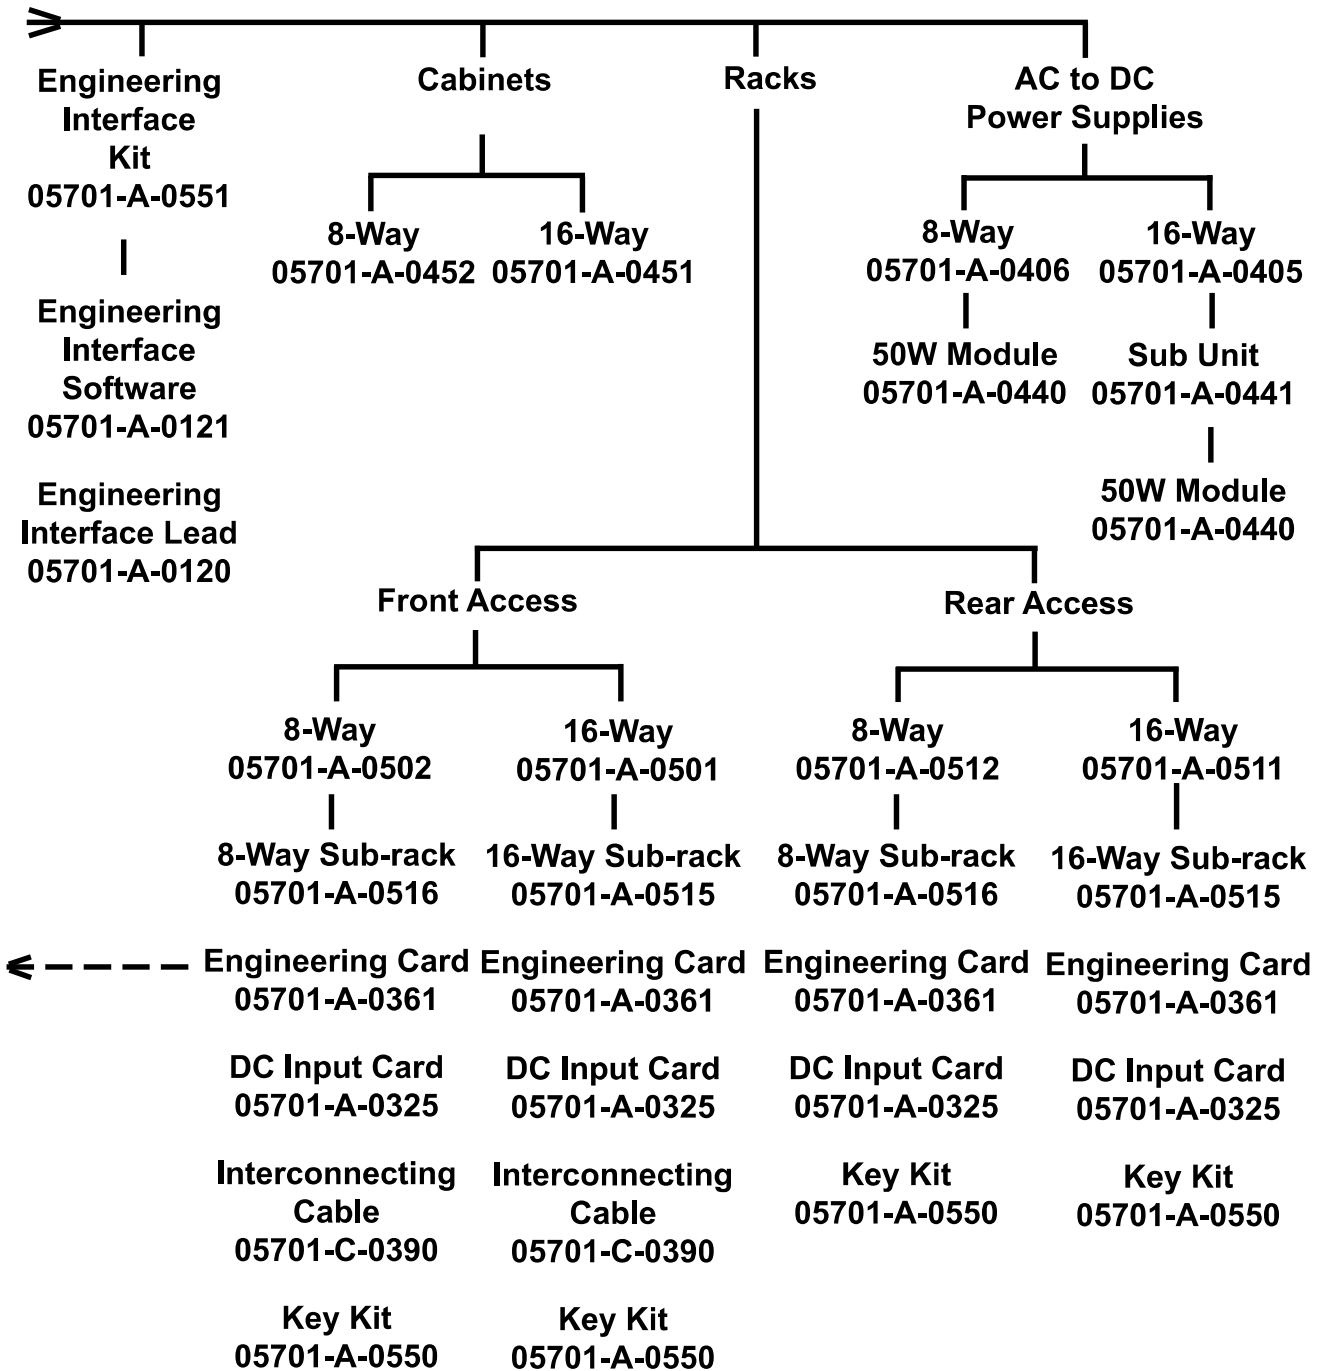 Engineering
Interface
Kit
05701-A-0551
Engineering
Interface
Software
05701-A-0121
Engineering
Interface Lead
05701-A-0120
Cabinets
8-Way
05701-A-0452
16-Way
05701-A-0451
Racks
AC to DC
Power Supplies
8-Way
05701-A-0406
50W Module
05701-A-0440
16-Way
05701-A-0405
Sub Unit
05701-A-0441
50W Module
05701-A-0440
Front Access
8-Way
05701-A-0502
8-Way Sub-rack
05701-A-0516
Engineering Card
05701-A-0361
DC Input Card
05701-A-0325
Interconnecting
Cable
05701-C-0390
Key Kit
05701-A-0550
16-Way
05701-A-0501
16-Way Sub-rack
05701-A-0515
Engineering Card
05701-A-0361
DC Input Card
05701-A-0325
Interconnecting
Cable
05701-C-0390
Key Kit
05701-A-0550
Rear Access
8-Way
05701-A-0512
8-Way Sub-rack
05701-A-0516
Engineering Card
05701-A-0361
DC Input Card
05701-A-0325
Key Kit
05701-A-0550
16-Way
05701-A-0511
16-Way Sub-rack
05701-A-0515
Engineering Card
05701-A-0361
DC Input Card
05701-A-0325
Key Kit
05701-A-0550